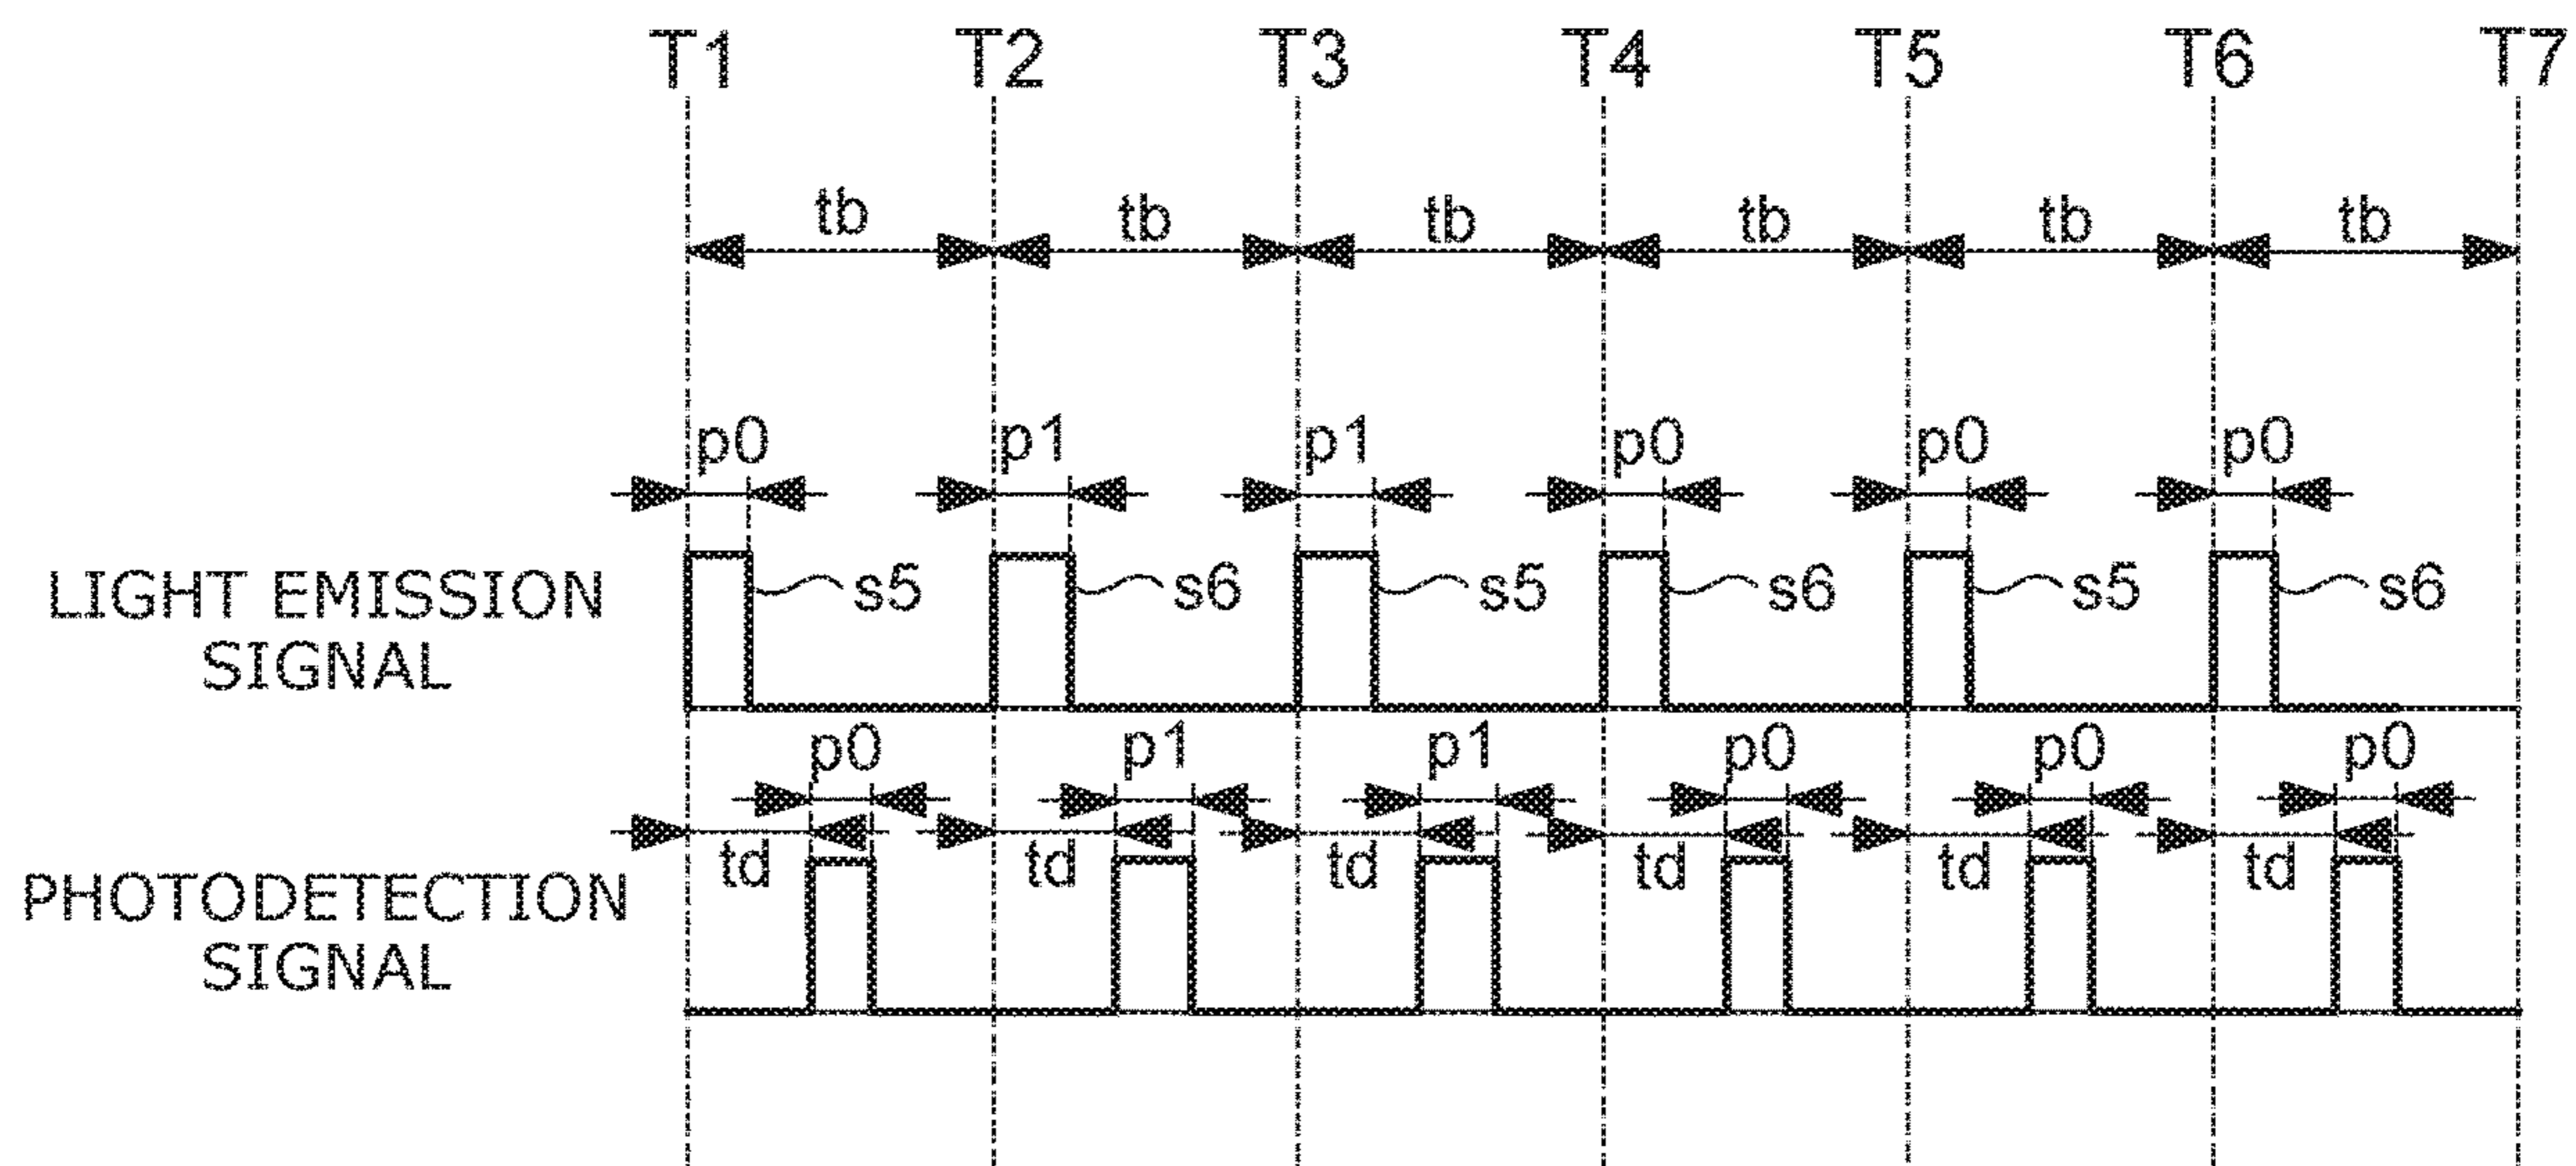 T1 T2 T3 T4 T5 T6 T7
tb tb tb tb tb tb
p0 p1 p1 p0 p0 p0
LIGHT EMISSION
SIGNAL
s5 s6 s5 s6 s5 s6
p0 p1 p1 p0 p0 p0
td td td td td td
PHOTODETECTION
SIGNAL